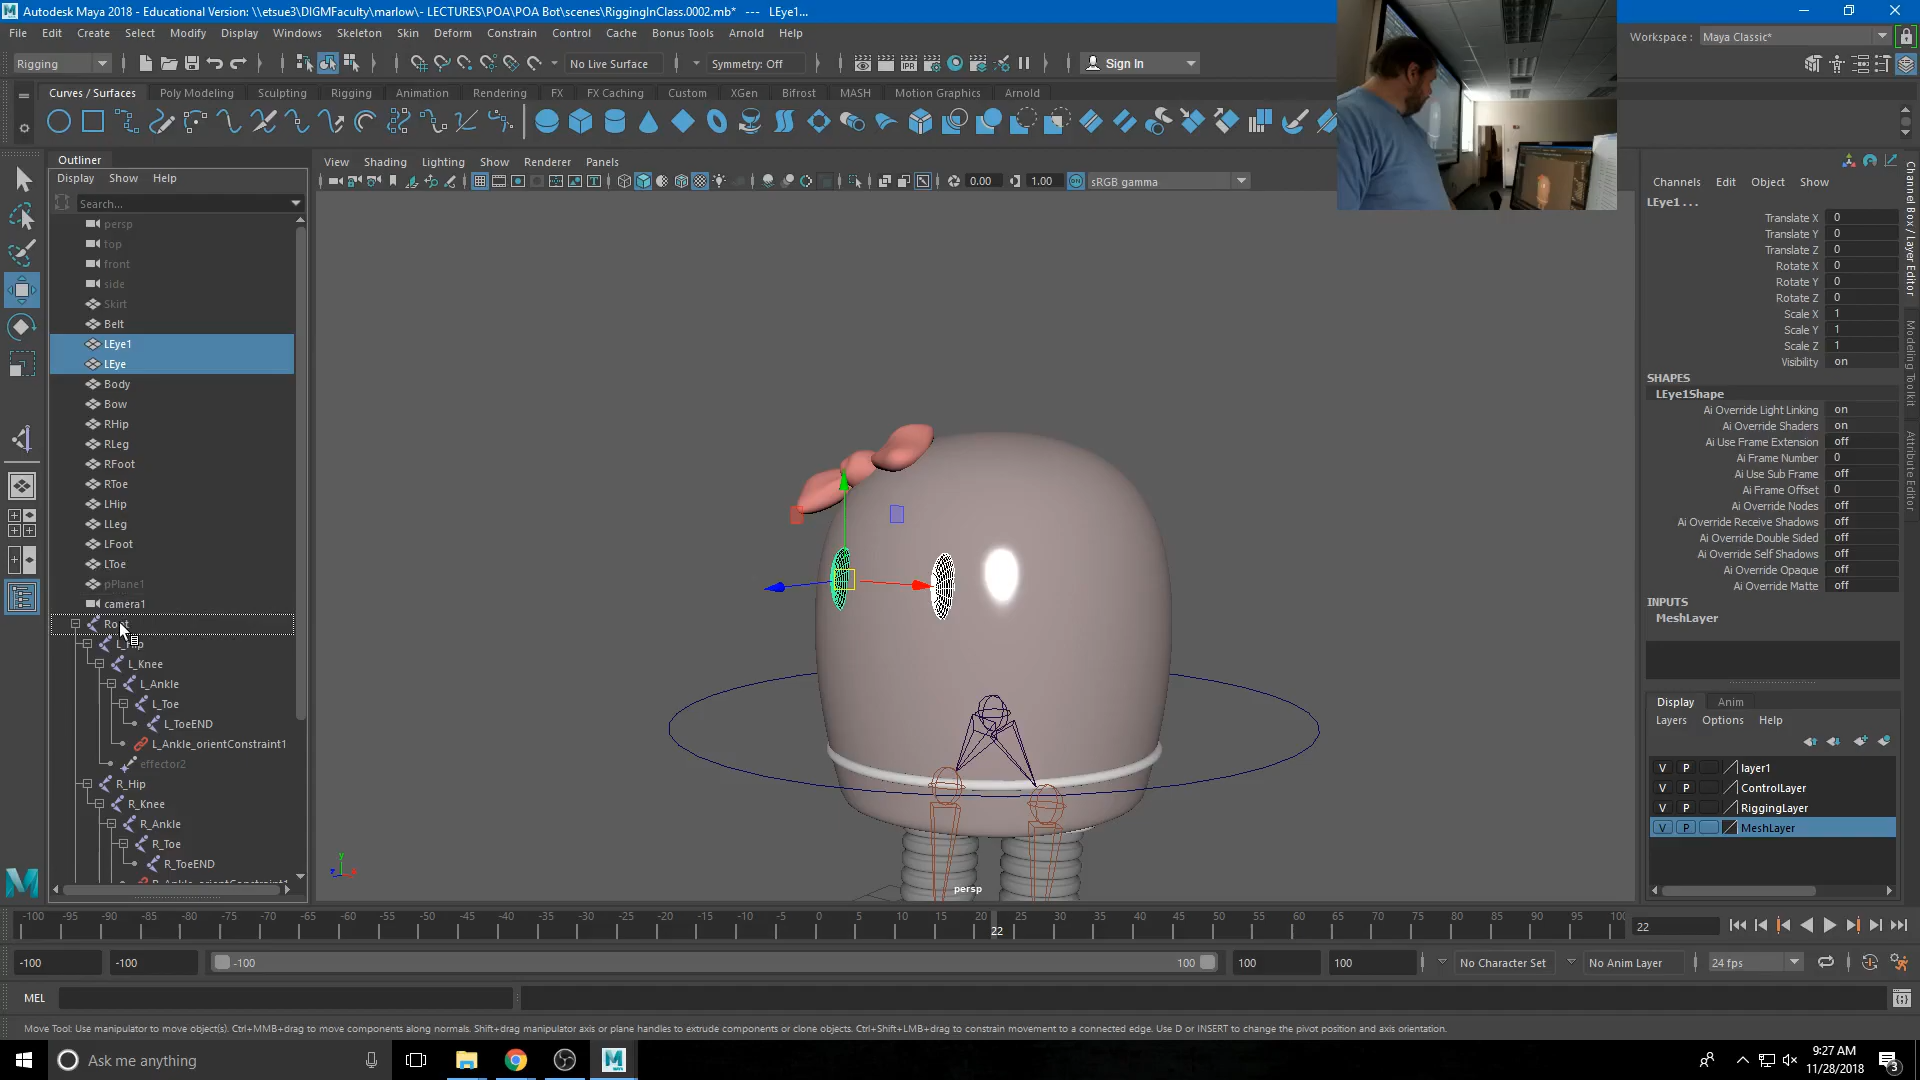 Autodesk Maya 2018 - Educational Version: \\etsue3\DIGMFaculty\marlow\- LECTURES\POA\POA Bot\scenes\RiggingInClass.0002.mb* --- LEye1...
File Edit Create Select Modify Display Windows Skeleton Skin Deform Constrain Control Cache Bonus Tools Arnold Help
Workspace : Maya Classic*
Rigging No Live Surface Symmetry: Off Sign In
Curves / Surfaces Poly Modeling Sculpting Rigging Animation Rendering FX FX Caching Custom XGen Bifrost MASH Motion Graphics Arnold
Outliner
Display Show Help
Search...
persp
top
front
side
Skirt
Belt
LEye1
LEye
Body
Bow
RHip
RLeg
RFoot
RToe
LHip
LLeg
LFoot
LToe
pPlane1
camera1
L_Knee
L_Ankle
L_Toe
L_ToeEND
L_Ankle_orientConstraint1
effector2
R_Hip
R_Knee
R_Ankle
R_Toe
R_ToeEND
R_Ankle_orientConstraint1
View Shading Lighting Show Renderer Panels
0.00 1.00 sRGB gamma
persp
Channels Edit Object Show
LEye1 . . .
Translate X 0
Translate Y 0
Translate Z 0
Rotate X 0
Rotate Y 0
Rotate Z 0
Scale X 1
Scale Y 1
Scale Z 1
Visibility on
SHAPES
LEye1Shape
Ai Override Light Linking on
Ai Override Shaders on
Ai Use Frame Extension off
Ai Frame Number 0
Ai Use Sub Frame off
Ai Frame Offset 0
Ai Override Nodes off
Ai Override Receive Shadows off
Ai Override Double Sided off
Ai Override Self Shadows off
Ai Override Opaque off
Ai Override Matte off
INPUTS
MeshLayer
Channel Box / Layer Editor
Modeling Toolkit
Attribute Editor
Display Anim
Layers Options Help
V P layer1
V P ControlLayer
V P RiggingLayer
V P MeshLayer
-100 -95 -90 -85 -80 -75 -70 -65 -60 -55 -50 -45 -40 -35 -30 -25 -20 -15 -10 -5 0 5 10 15 20 25 30 35 40 45 50 55 60 65 70 75 80 85 90 95 100
22
22
-100 -100 -100 100 100 100 No Character Set No Anim Layer 24 fps
MEL
Move Tool: Use manipulator to move object(s). Ctrl+MMB+drag to move components along normals. Shift+drag manipulator axis or plane handles to extrude components or clone objects. Ctrl+Shift+LMB+drag to constrain movement to a connected edge. Use D or INSERT to change the pivot position and axis orientation.
Ask me anything
9:27 AM
11/28/2018
3